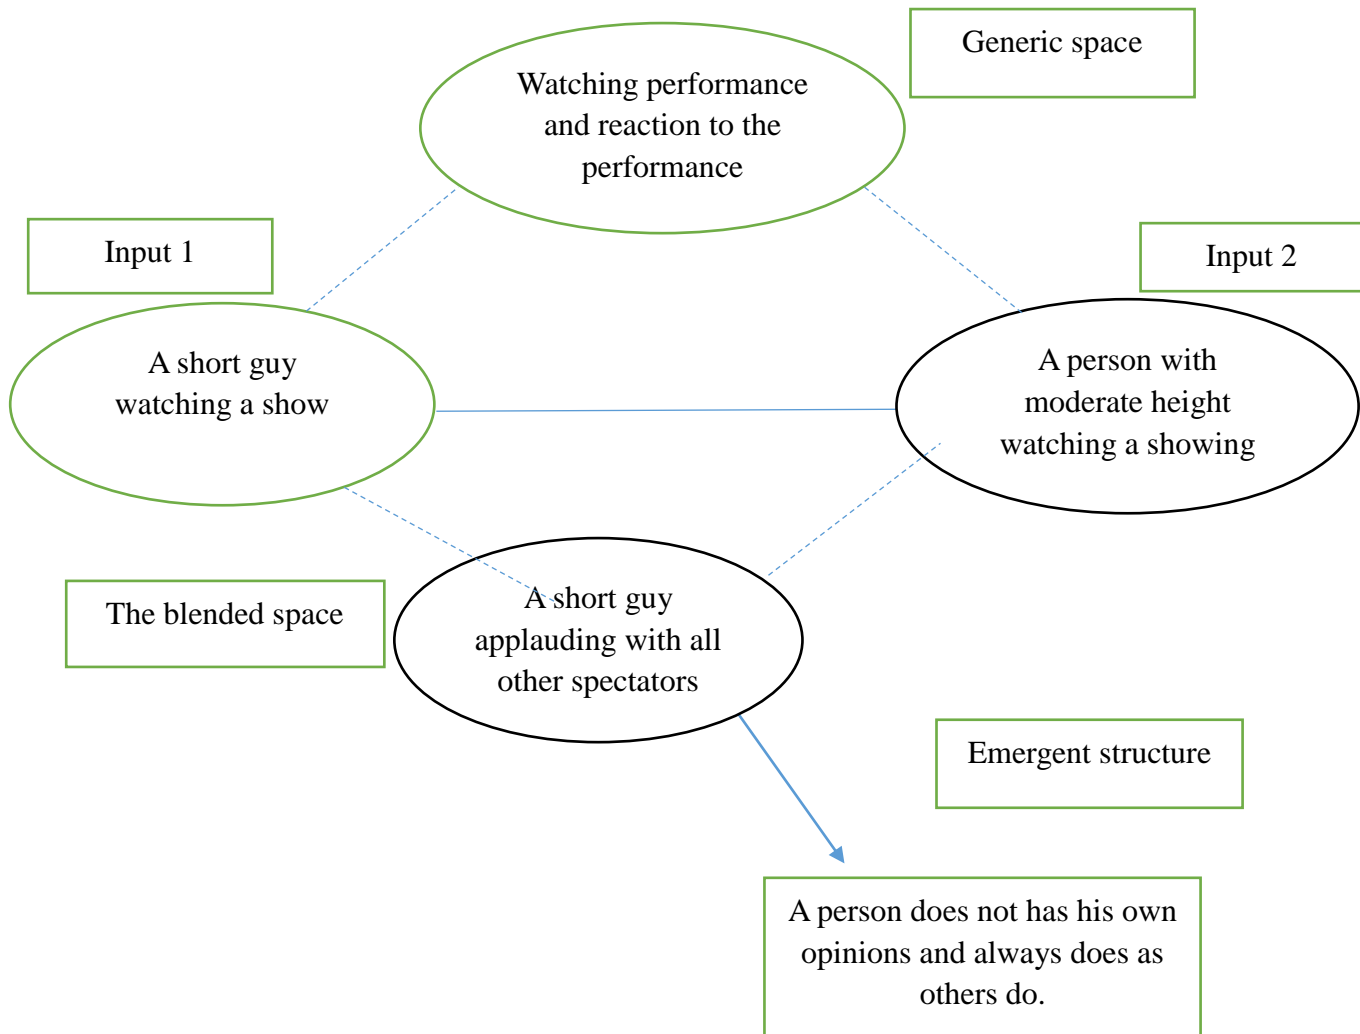 Generic space
Watching performance
and reaction to the
performance
Input 1
Input 2
A short guy
watching a show
A person with
moderate height
watching a showing
The blended space
A short guy
applauding with all
other spectators
Emergent structure
A person does not has his own
opinions and always does as
others do.